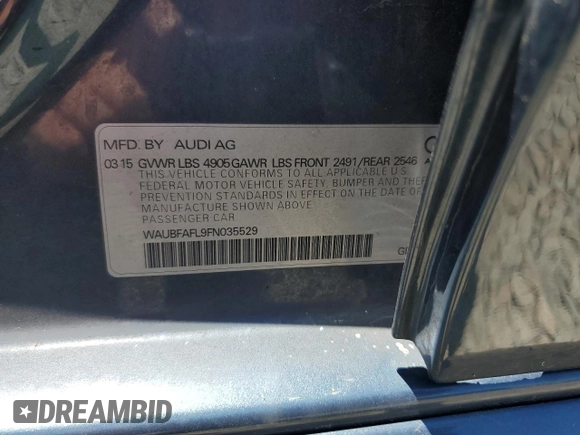 MFD. BY AUDI AG
03 15 GVWR LBS 4905 GAWR LBS FRONT 2491/REAR 2546
THIS VEHICLE CONFORMS TO ALL APPLICABLE U.S.
FEDERAL MOTOR VEHICLE SAFETY, BUMPER AND THEF
PREVENTION STANDARDS IN EFFECT ON THE DATE OF
MANUFACTURE SHOWN ABOVE
PASSENGER CAR
WAUBFAFL9FN035529
DREAMBID